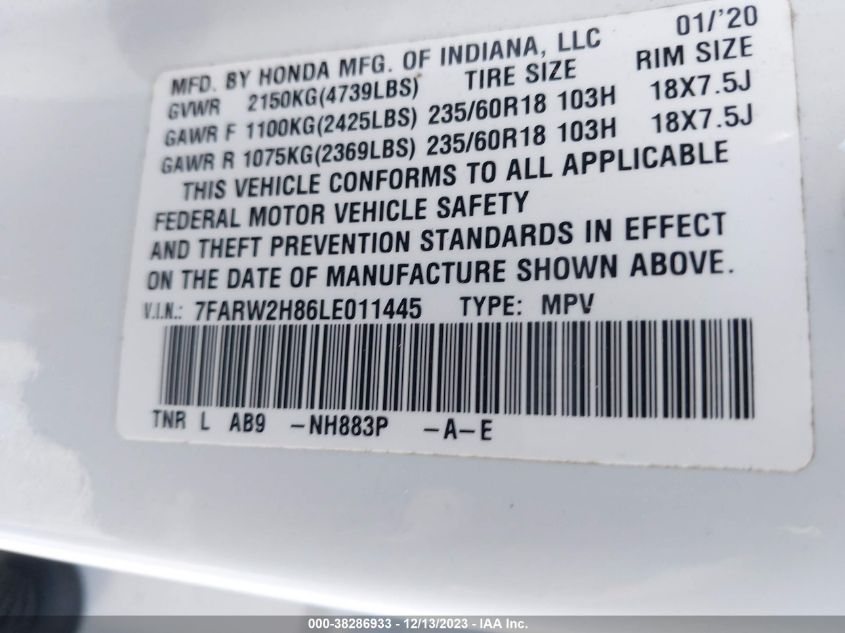 MFD. BY HONDA MFG. OF INDIANA, LLC 01/'20
GVWR 2150KG(4739LBS) TIRE SIZE RIM SIZE
GAWR F 1100KG(2425LBS) 235/60R18 103H 18X7.5J
GAWR R 1075KG(2369LBS) 235/60R18 103H 18X7.5J
THIS VEHICLE CONFORMS TO ALL APPLICABLE
FEDERAL MOTOR VEHICLE SAFETY
AND THEFT PREVENTION STANDARDS IN EFFECT
ON THE DATE OF MANUFACTURE SHOWN ABOVE.
V.I.N.: 7FARW2H86LE011445 TYPE: MPV
TNR L AB9 -NH883P -A-E
000-38286933 - 12/13/2023 - IAA Inc.